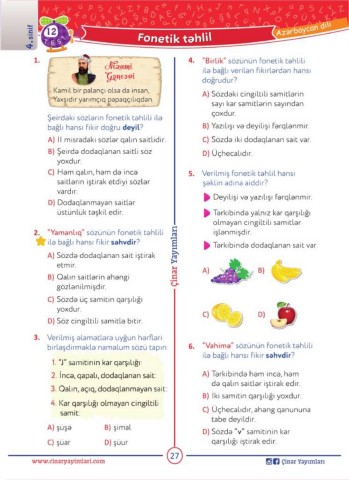 4. sinif
12
TEST
Fonetik təhlil
Azərbaycan dili
1.
Nizami
Gəncəvi
Kamil bir palançı olsa da insan,
Yaxşıdır yarımçıq papaqçılıqdan.
Şeirdəki sözlərin fonetik təhlili ilə
bağlı hansı fikir doğru deyil?
A) II misradakı sözlər qalın saitlidir.
B) Şeirdə dodaqlanan saitli söz
yoxdur.
C) Həm qalın, həm də incə
saitlərin iştirak etdiyi sözlər
vardır.
D) Dodaqlanmayan saitlər
üstünlük təşkil edir.
2. "Yamanlıq" sözünün fonetik təhlili
ilə bağlı hansı fikir səhvdir?
A) Sözdə dodaqlanan sait iştirak
etmir.
B) Qalın saitlərin ahəngi
gözlənilmişdir.
C) Sözdə üç samitin qarşılığı
yoxdur.
D) Söz cingiltili samitlə bitir.
3. Verilmiş əlamətlərə uyğun hərfləri
birləşdirməklə naməlum sözü tapın:
1. "J" samitinin kar qarşılığı:
2. İncə, qapalı, dodaqlanan sait:
3. Qalın, açıq, dodaqlanmayan sait:
4. Kar qarşılığı olmayan cingiltili
samit:
A) şüşə
B) şimal
C) şüar
D) şüur
4. "Birlik" sözünün fonetik təhlili
ilə bağlı verilən fikirlərdən hansı
doğrudur?
A) Sözdəki cingiltili samitlərin
sayı kar samitlərin sayından
çoxdur.
B) Yazılışı və deyilişi fərqlənmir.
C) Sözdə iki dodaqlanan sait var.
D) Üçhecalıdır.
5. Verilmiş fonetik təhlil hansı
şəklin adına aiddir?
Deyilişi və yazılışı fərqlənmir.
Tərkibində yalnız kar qarşılığı
olmayan cingiltili samitlər
işlənmişdir.
Tərkibində dodaqlanan sait var.
A)
B)
C)
D)
6. "Vahimə" sözünün fonetik təhlili
ilə bağlı hansı fikir səhvdir?
A) Tərkibində həm incə, həm
də qalın saitlər iştirak edir.
B) İki samitin qarşılığı yoxdur.
C) Üçhecalıdır, ahəng qanununa
tabe deyildir.
D) Sözdə "v" samitinin kar
qarşılığı iştirak edir.
Çinar Yayımları
www.cinaryayimlari.com
27
Çinar Yayımları